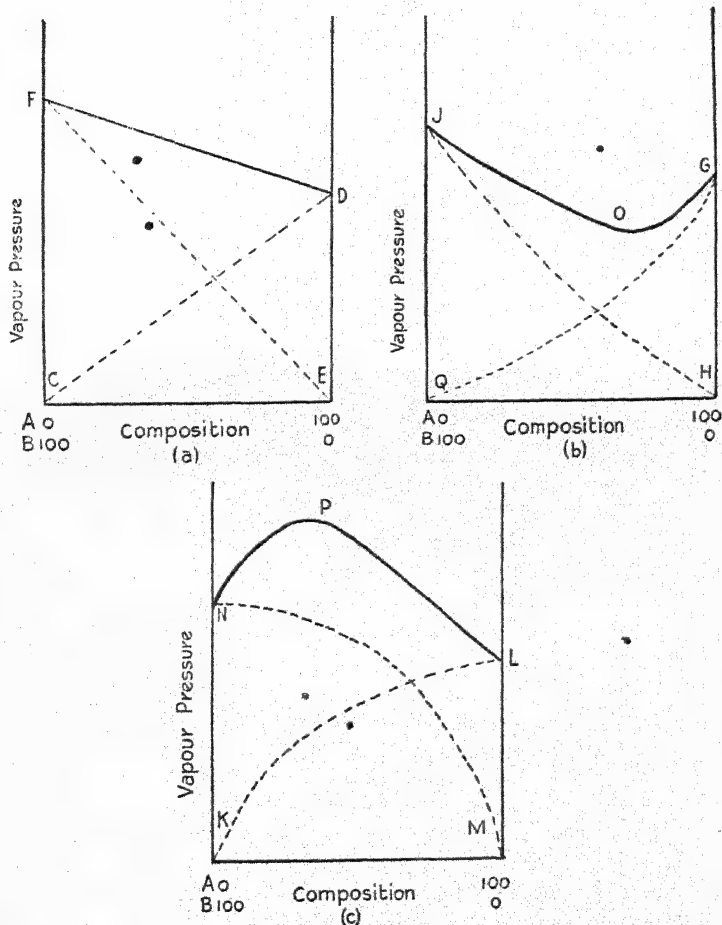 F
D
C
E
Vapour Pressure
A 0 100
B 100 0
Composition
(a)
J
G
O
Q
H
Vapour Pressure
A 0 100
B 100 0
Composition
(b)
P
N
L
K
M
Vapour Pressure
A 0 100
B 100 0
Composition
(c)